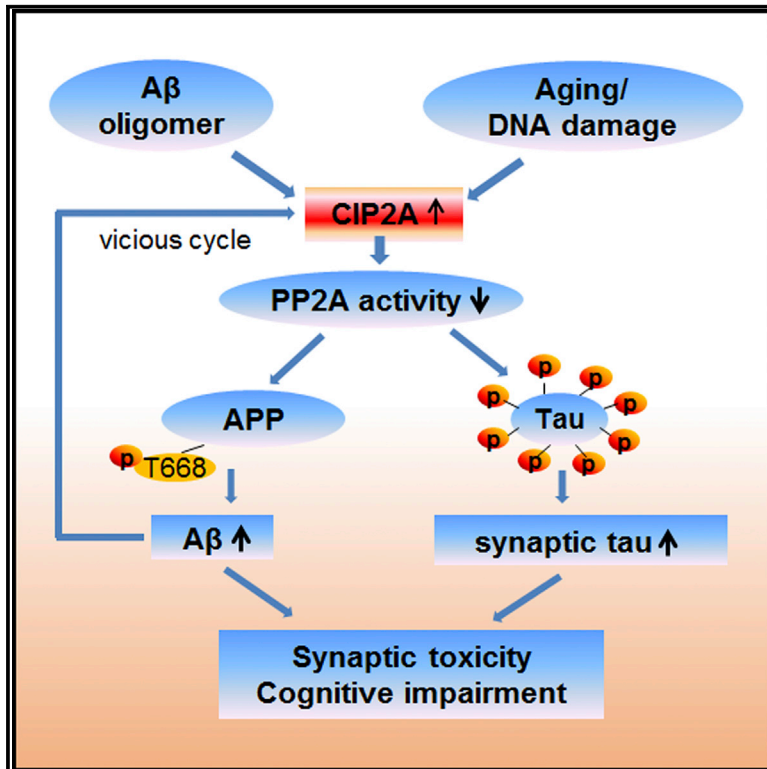 Aβ
oligomer
Aging/
DNA damage
CIP2A ↑
vicious cycle
PP2A activity ↓
APP
p
T668
p
p
p
p
p
p
p
p
Tau
Aβ ↑
synaptic tau ↑
Synaptic toxicity
Cognitive impairment